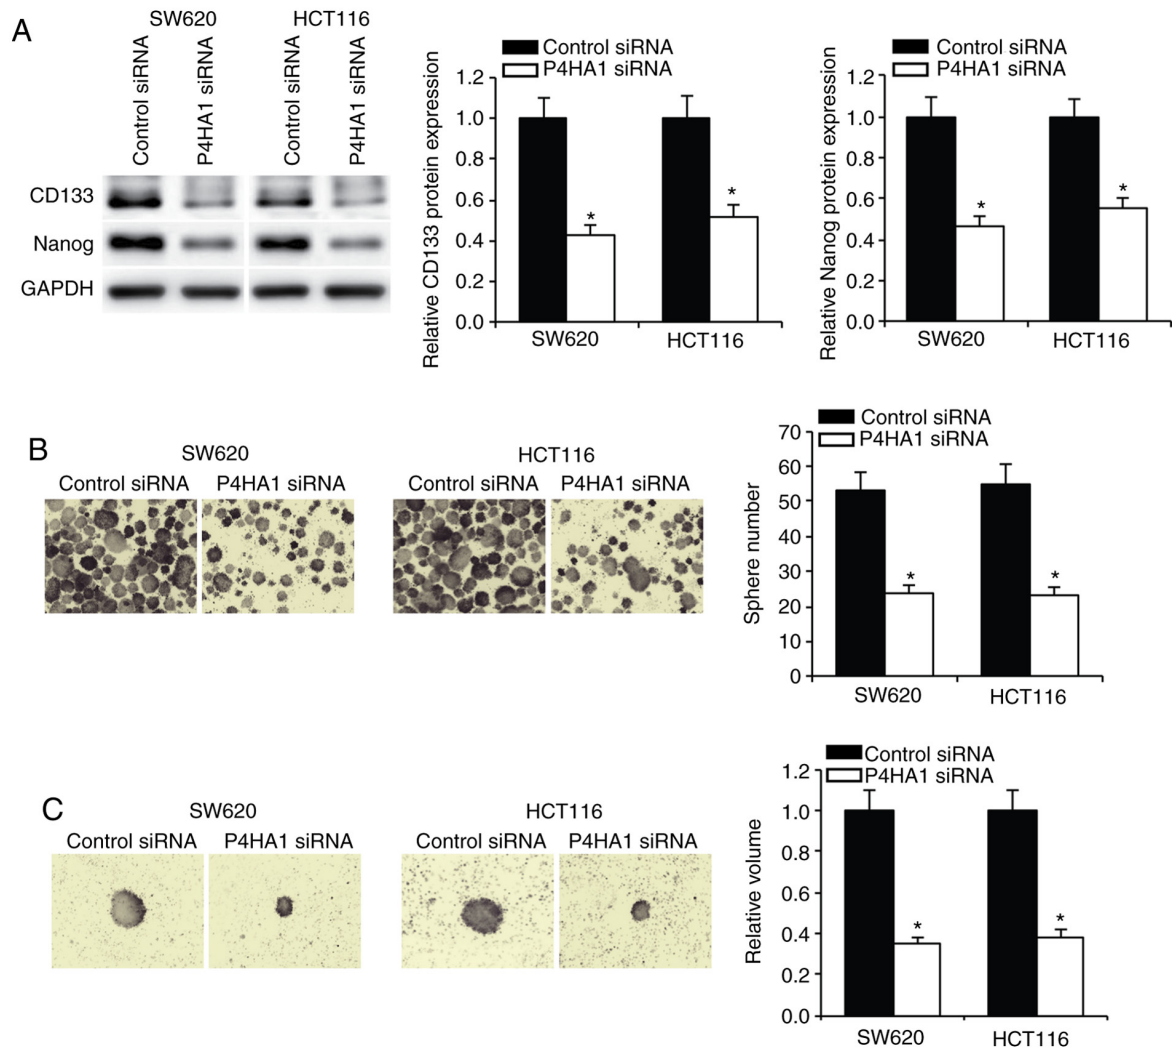 A
SW620 HCT116
Control siRNA
P4HA1 siRNA
Control siRNA
P4HA1 siRNA
CD133
Nanog
GAPDH
Control siRNA
P4HA1 siRNA
Relative CD133 protein expression
1.2
1.0
0.8
0.6
0.4
0.2
0.0
SW620 HCT116
Control siRNA
P4HA1 siRNA
Relative Nanog protein expression
1.2
1.0
0.8
0.6
0.4
0.2
0.0
SW620 HCT116
* * * *
B
SW620 HCT116
Control siRNA P4HA1 siRNA Control siRNA P4HA1 siRNA
Control siRNA
P4HA1 siRNA
Sphere number
70
60
50
40
30
20
10
0
* *
SW620 HCT116
C
SW620 HCT116
Control siRNA P4HA1 siRNA Control siRNA P4HA1 siRNA
Control siRNA
P4HA1 siRNA
Relative volume
1.2
1.0
0.8
0.6
0.4
0.2
0.0
* *
SW620 HCT116